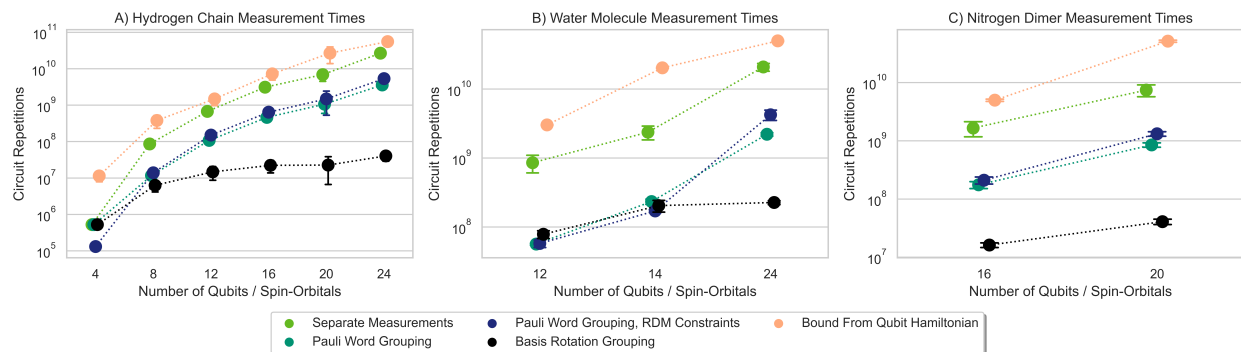 A) Hydrogen Chain Measurement Times
Circuit Repetitions
10^11
10^10
10^9
10^8
10^7
10^6
10^5
4 8 12 16 20 24
Number of Qubits / Spin-Orbitals
B) Water Molecule Measurement Times
Circuit Repetitions
10^10
10^9
10^8
12 14 24
Number of Qubits / Spin-Orbitals
C) Nitrogen Dimer Measurement Times
Circuit Repetitions
10^10
10^9
10^8
10^7
16 20
Number of Qubits / Spin-Orbitals
Separate Measurements
Pauli Word Grouping
Pauli Word Grouping, RDM Constraints
Basis Rotation Grouping
Bound From Qubit Hamiltonian